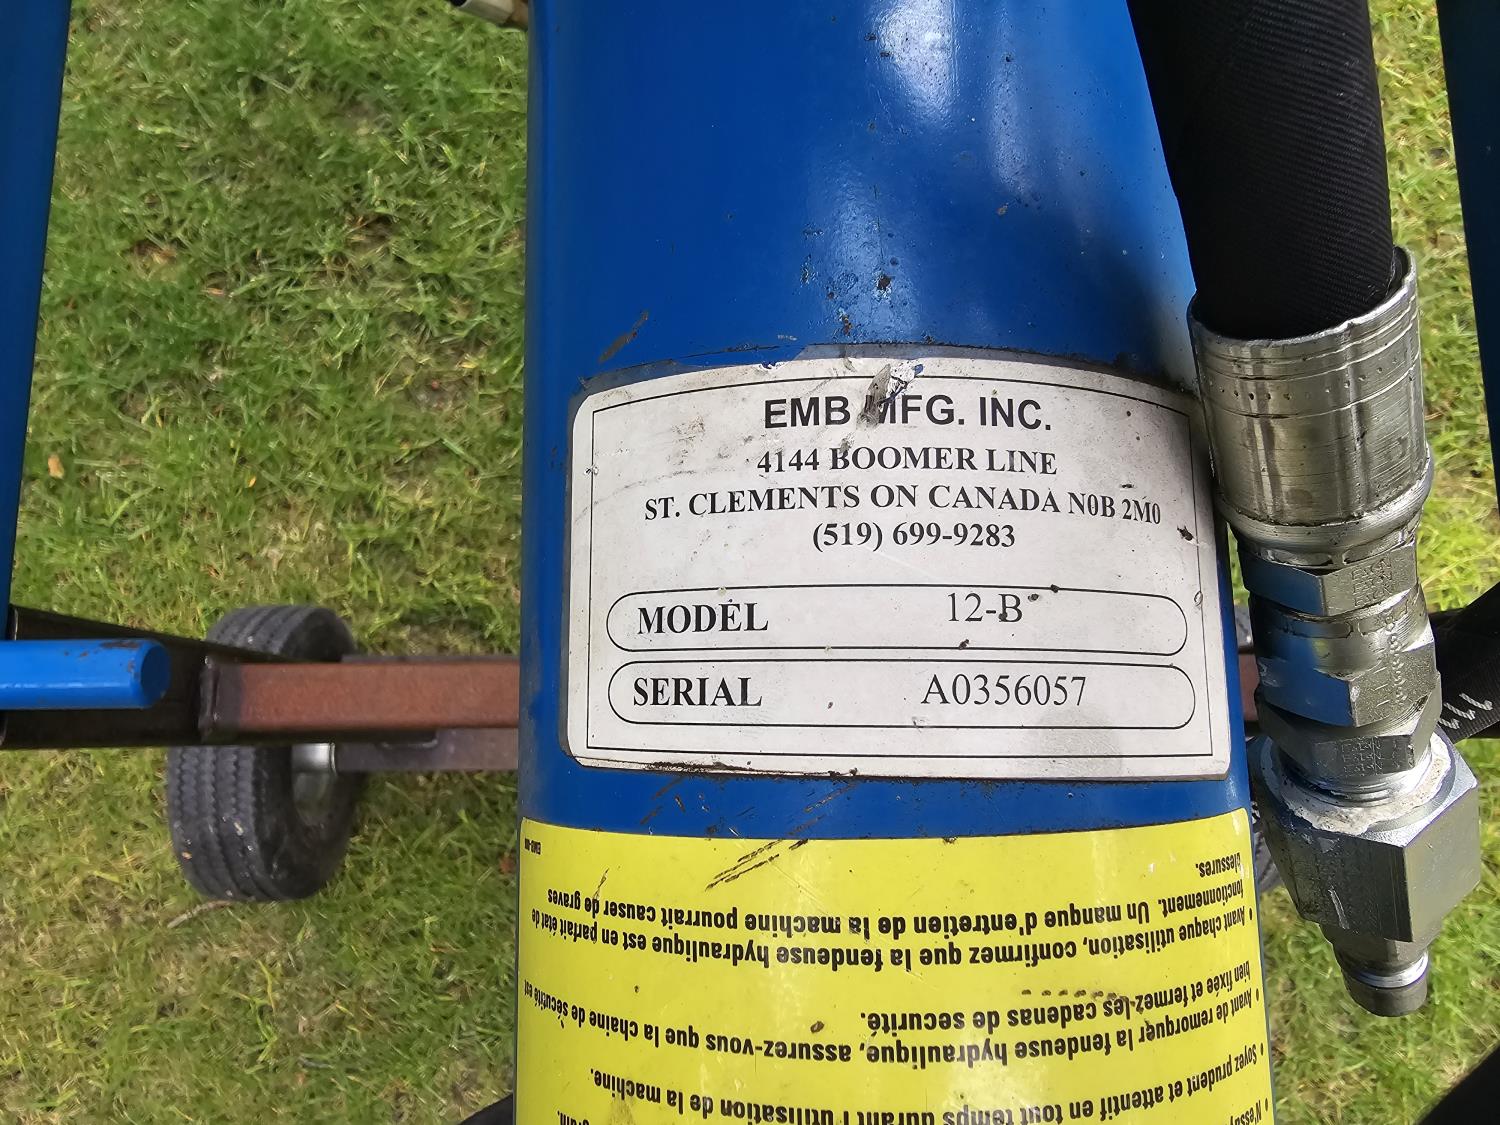 EMB MFG. INC.
4144 BOOMER LINE
ST. CLEMENTS ON CANADA N0B 2M0
(519) 699-9283
MODEL 12-B
SERIAL A0356057
• Soyez prudent et attentif en tout temps durant l'utilisation de la machine.
• Avant de remorquer la fendeuse hydraulique, assurez-vous que la chaîne de sécurité est
bien fixée et fermez-les cadenas de sécurité.
• Avant chaque utilisation, confirmez que la fendeuse hydraulique est en parfait état de
fonctionement. Un manque d'entretien de la machine pourrait causer de graves
blessures.